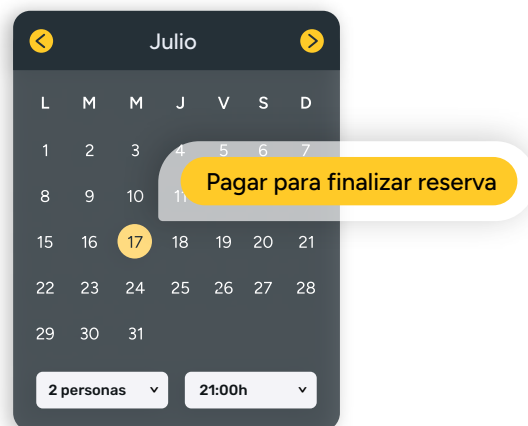 Julio
L M M J V S D
1 2 3 4 5 6 7
Pagar para finalizar reserva
8 9 10 11
15 16 17 18 19 20 21
22 23 24 25 26 27 28
29 30 31
2 personas 21:00h